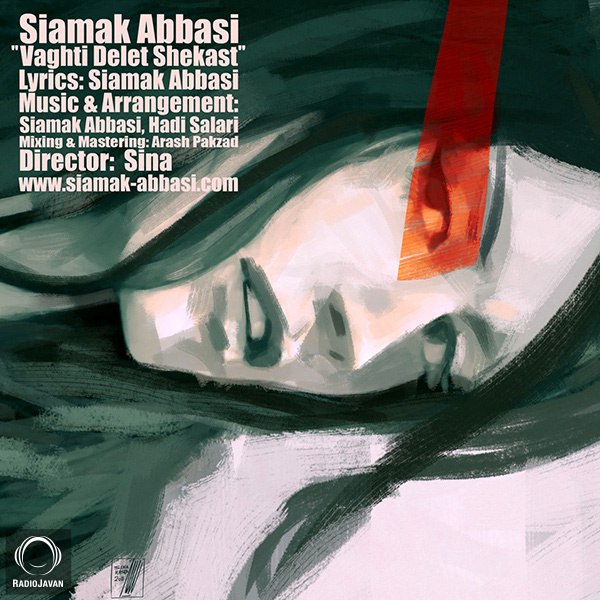 Siamak Abbasi
"Vaghti Delet Shekast"
Lyrics: Siamak Abbasi
Music & Arrangement:
Siamak Abbasi, Hadi Salari
Mixing & Mastering: Arash Pakzad
Director: Sina
www.siamak-abbasi.com
RADIOJAVAN